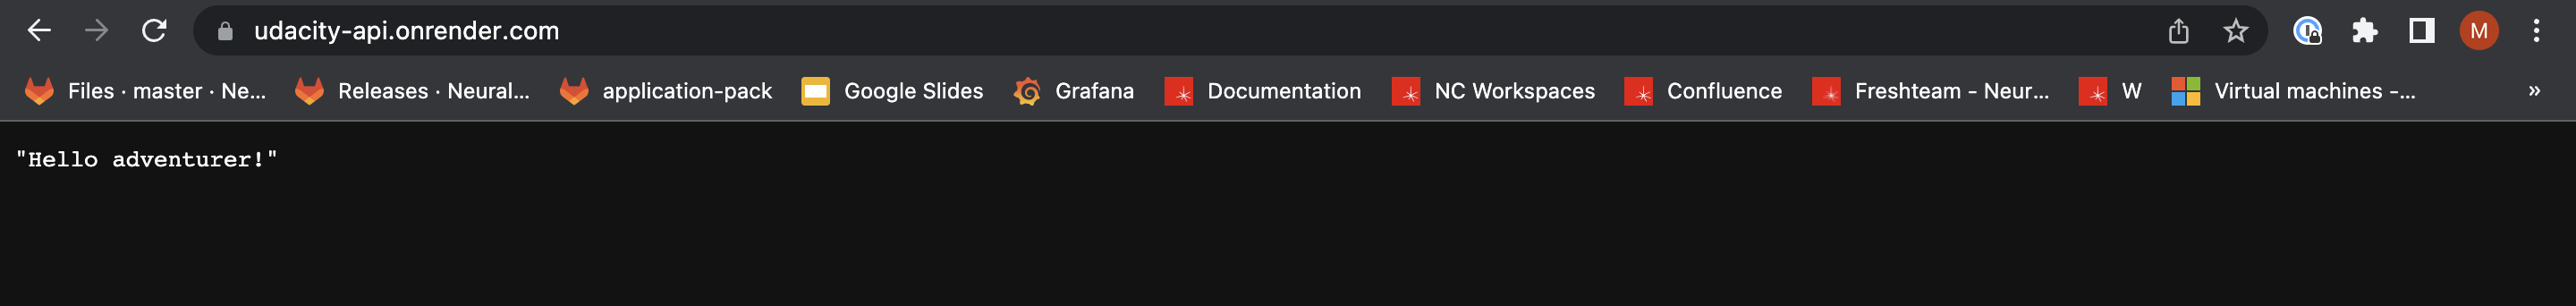 udacity-api.onrender.com
M
Files · master · Ne...
Releases · Neural...
application-pack
Google Slides
Grafana
Documentation
NC Workspaces
Confluence
Freshteam - Neur...
W
Virtual machines -...
»
"Hello adventurer!"